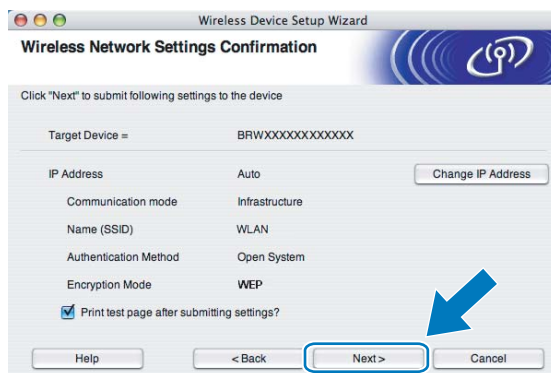 Wireless Device Setup Wizard
Wireless Network Settings Confirmation
Click "Next" to submit following settings to the device
Target Device = BRWXXXXXXXXXXXX
IP Address Auto Change IP Address
Communication mode Infrastructure
Name (SSID) WLAN
Authentication Method Open System
Encryption Mode WEP
Print test page after submitting settings?
Help < Back Next > Cancel